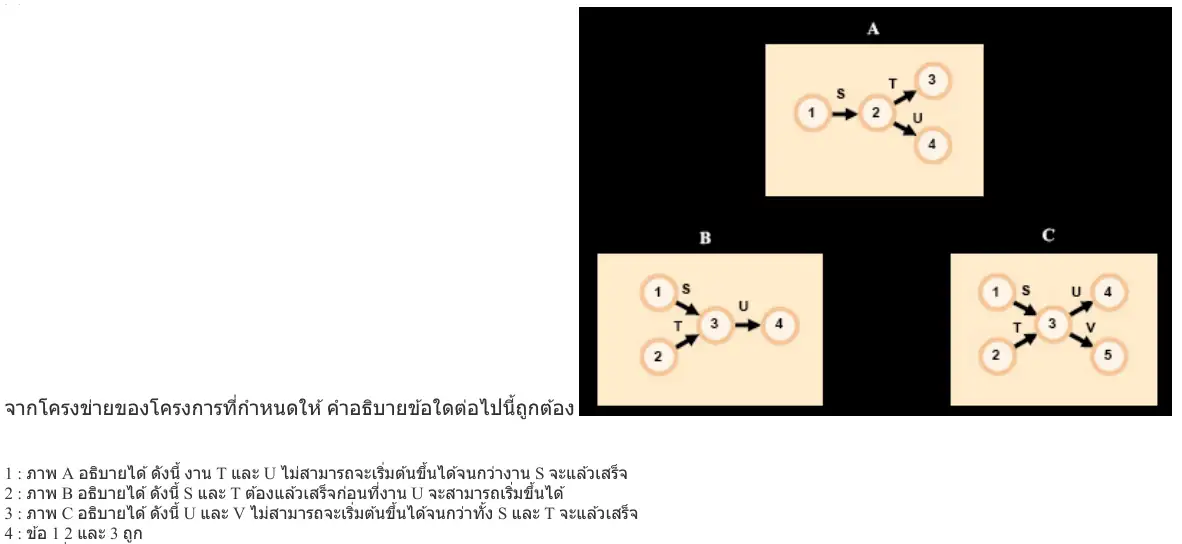 A
S
T
U
1
2
3
4
B
C
1
S
2
T
3
U
4
1
S
2
T
3
U
4
V
5
จากโครงข่ายของโครงการที่กำหนดให้ คำอธิบายข้อใดต่อไปนี้ถูกต้อง
1 : ภาพ A อธิบายได้ ดังนี้ งาน T และ U ไม่สามารถจะเริ่มต้นขึ้นได้จนกว่างาน S จะแล้วเสร็จ
2 : ภาพ B อธิบายได้ ดังนี้ S และ T ต้องแล้วเสร็จก่อนที่งาน U จะสามารถเริ่มขึ้นได้
3 : ภาพ C อธิบายได้ ดังนี้ U และ V ไม่สามารถจะเริ่มต้นขึ้นได้จนกว่าทั้ง S และ T จะแล้วเสร็จ
4 : ข้อ 1 2 และ 3 ถูก